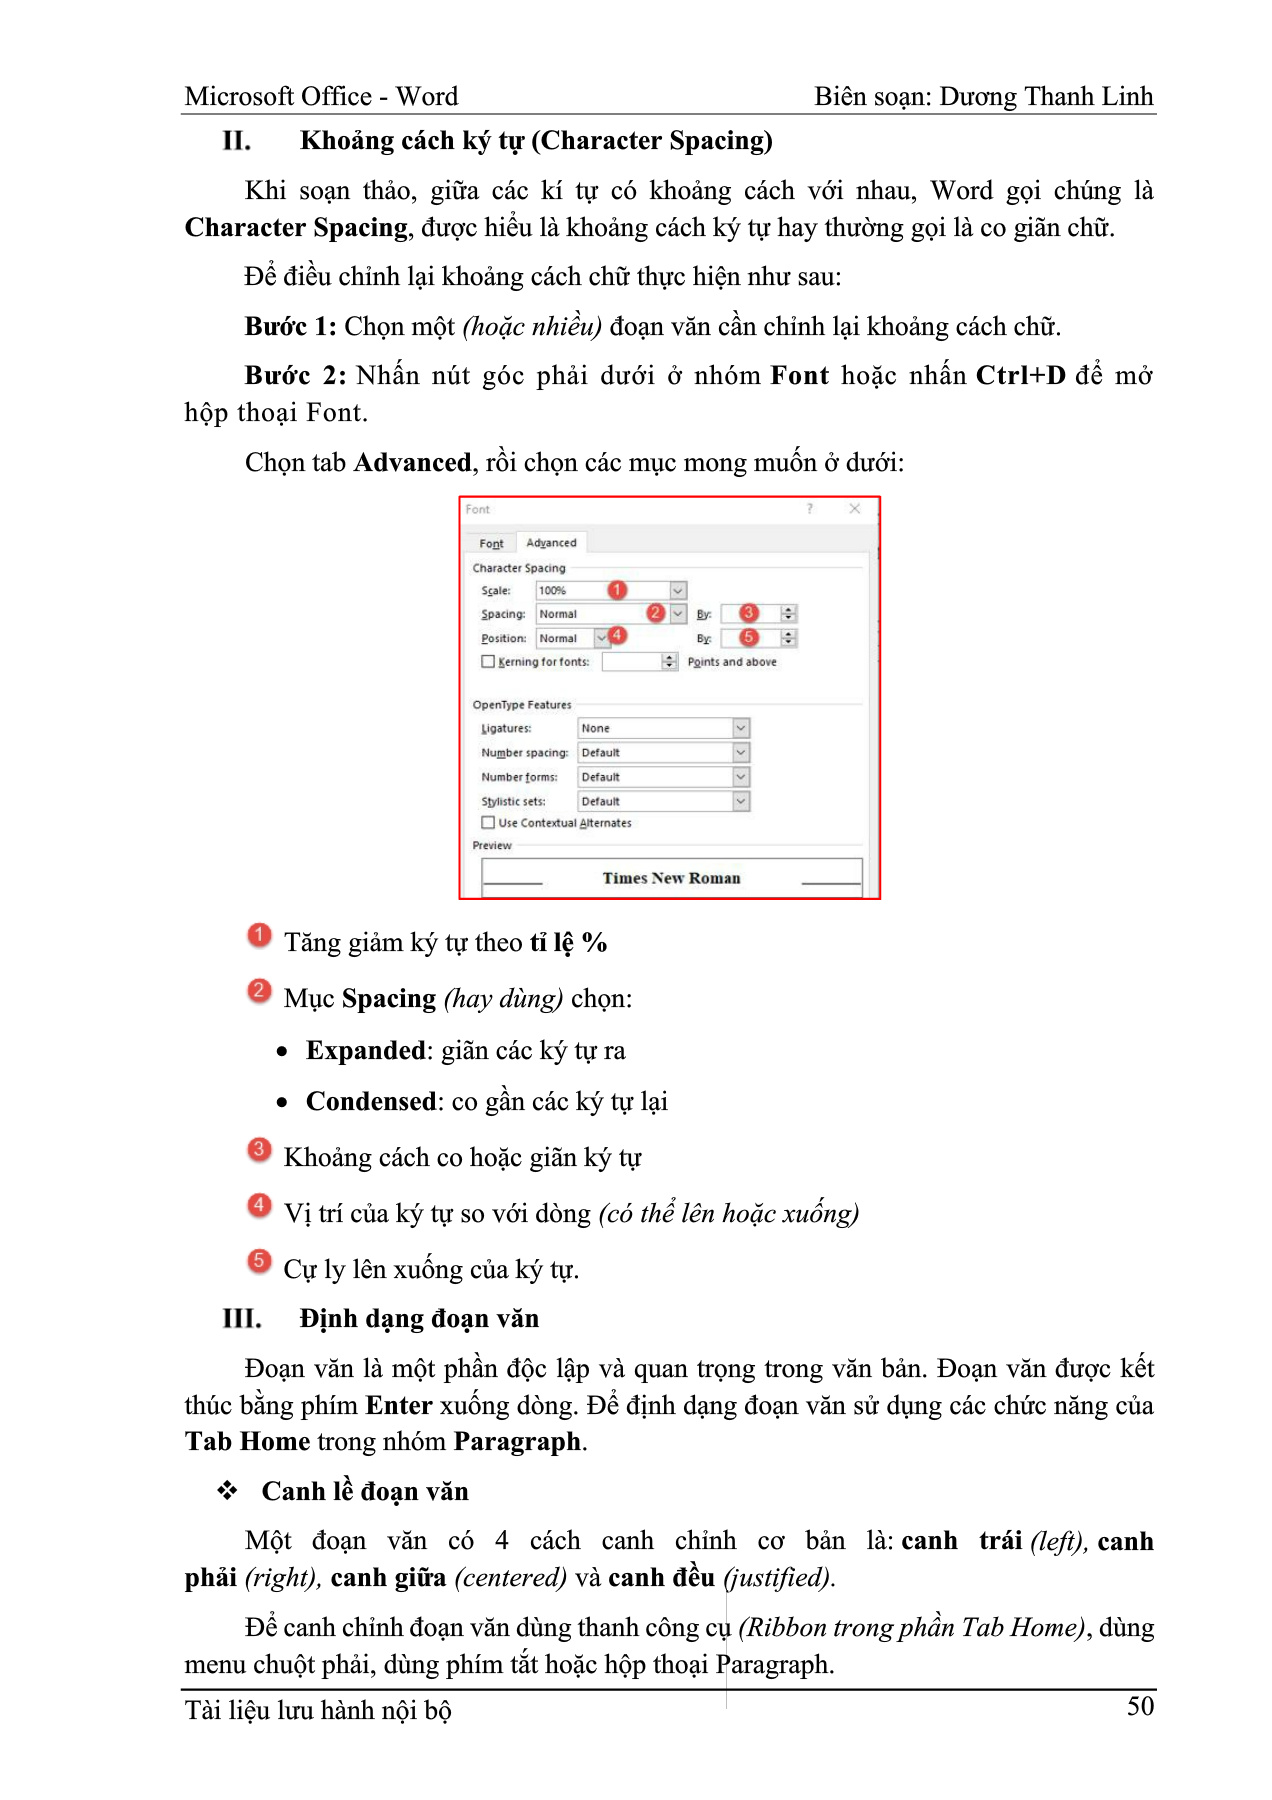 Microsoft Office - Word Biên soạn: Dương Thanh Linh
II. Khoảng cách ký tự (Character Spacing)
Khi soạn thảo, giữa các kí tự có khoảng cách với nhau, Word gọi chúng là
Character Spacing, được hiểu là khoảng cách ký tự hay thường gọi là co giãn chữ.
Để điều chỉnh lại khoảng cách chữ thực hiện như sau:
Bước 1: Chọn một (hoặc nhiều) đoạn văn cần chỉnh lại khoảng cách chữ.
Bước 2: Nhấn nút góc phải dưới ở nhóm Font hoặc nhấn Ctrl+D để mở
hộp thoại Font.
Chọn tab Advanced, rồi chọn các mục mong muốn ở dưới:
Font ?
Font Advanced
Character Spacing
Scale: 100% 1
Spacing: Normal 2 By: 3
Position: Normal 4 By: 5
Kerning for fonts: Points and above
OpenType Features
Ligatures: None
Number spacing: Default
Number forms: Default
Stylistic sets: Default
Use Contextual Alternates
Preview
Times New Roman
1 Tăng giảm ký tự theo tỉ lệ %
2 Mục Spacing (hay dùng) chọn:
• Expanded: giãn các ký tự ra
• Condensed: co gần các ký tự lại
3 Khoảng cách co hoặc giãn ký tự
4 Vị trí của ký tự so với dòng (có thể lên hoặc xuống)
5 Cự ly lên xuống của ký tự.
III. Định dạng đoạn văn
Đoạn văn là một phần độc lập và quan trọng trong văn bản. Đoạn văn được kết
thúc bằng phím Enter xuống dòng. Để định dạng đoạn văn sử dụng các chức năng của
Tab Home trong nhóm Paragraph.
❖ Canh lề đoạn văn
Một đoạn văn có 4 cách canh chỉnh cơ bản là: canh trái (left), canh
phải (right), canh giữa (centered) và canh đều (justified).
Để canh chỉnh đoạn văn dùng thanh công cụ (Ribbon trong phần Tab Home), dùng
menu chuột phải, dùng phím tắt hoặc hộp thoại Paragraph.
Tài liệu lưu hành nội bộ 50